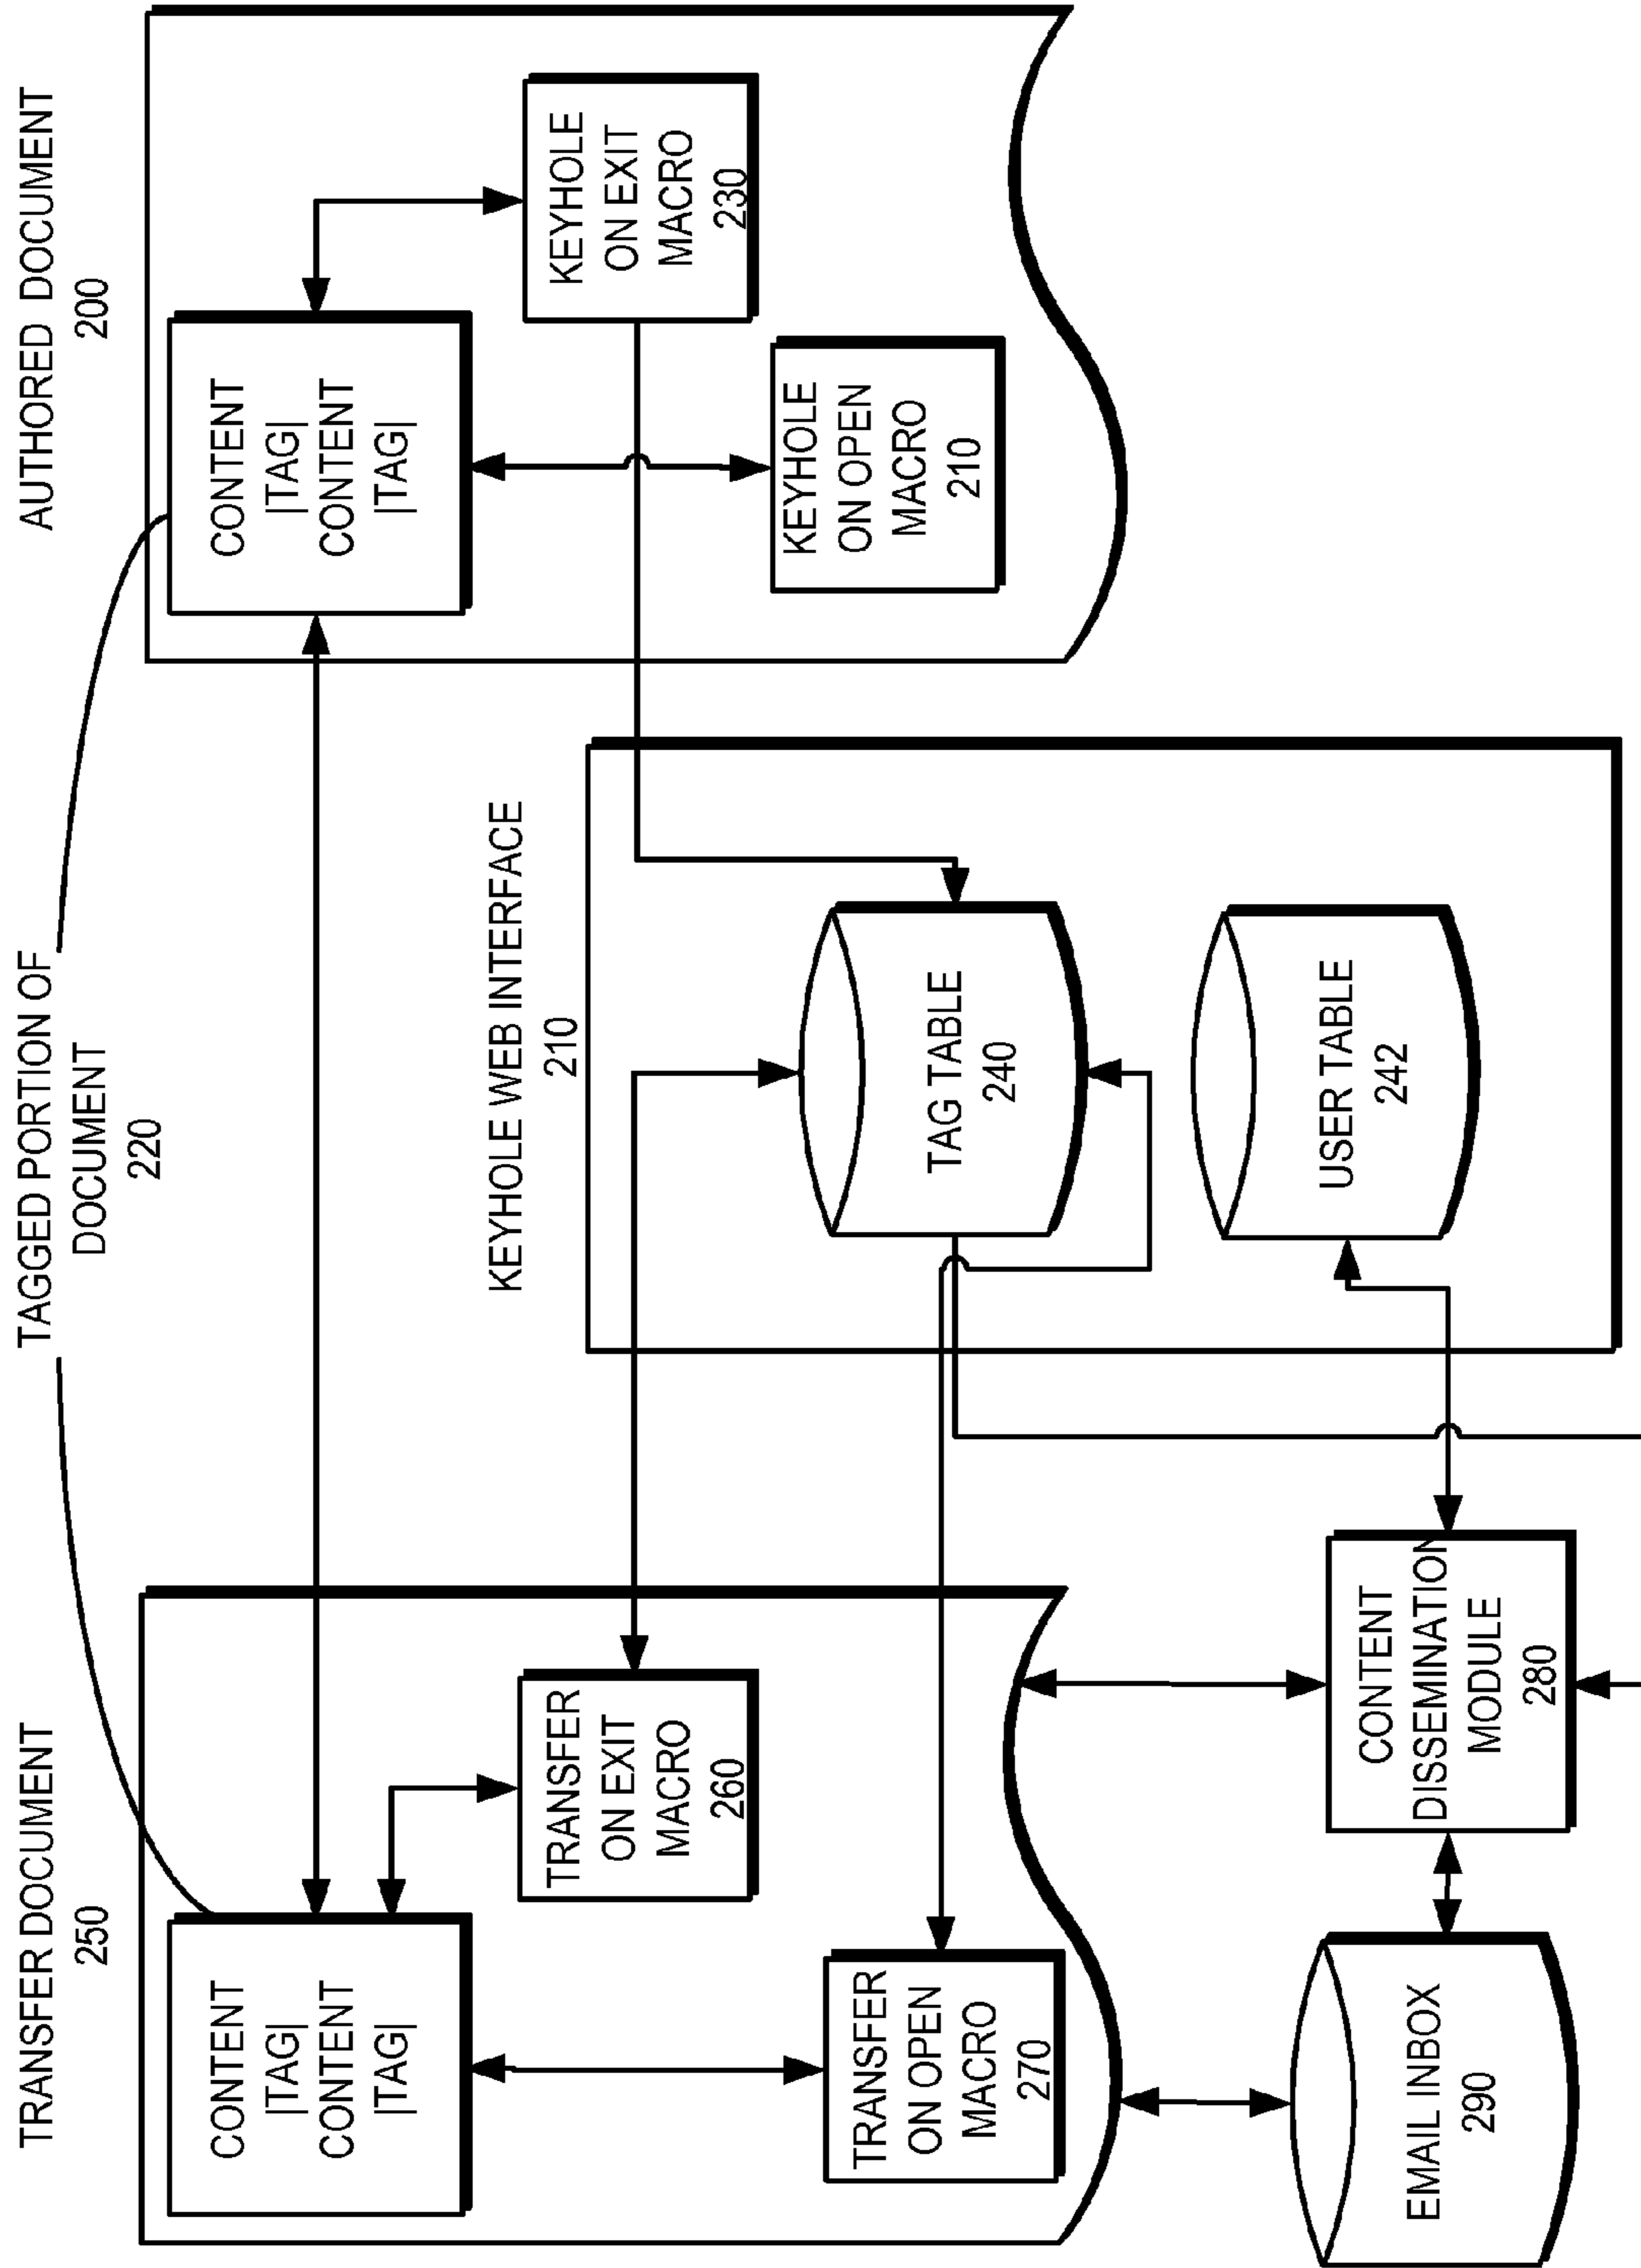 TRANSFER DOCUMENT
250
TAGGED PORTION OF
DOCUMENT
220
AUTHORED DOCUMENT
200
CONTENT
|TAG|
CONTENT
|TAG|
TRANSFER
ON EXIT
MACRO
260
TRANSFER
ON OPEN
MACRO
270
KEYHOLE WEB INTERFACE
210
TAG TABLE
240
USER TABLE
242
CONTENT
|TAG|
CONTENT
|TAG|
KEYHOLE
ON EXIT
MACRO
230
KEYHOLE
ON OPEN
MACRO
210
EMAIL INBOX
290
CONTENT
DISSEMINATION
MODULE
280